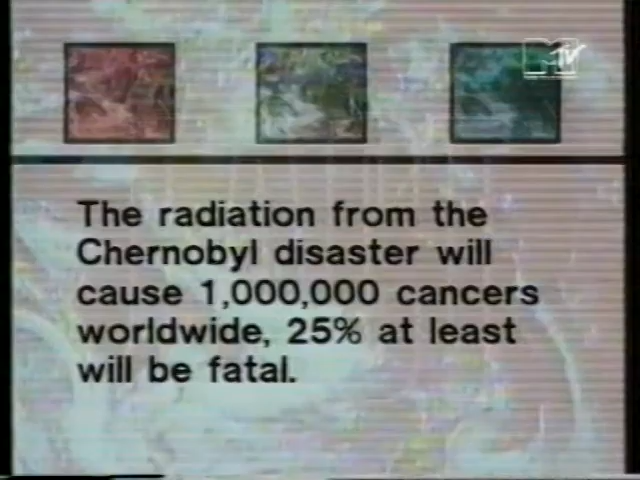 MTV
The radiation from the
Chernobyl disaster will
cause 1,000,000 cancers
worldwide, 25% at least
will be fatal.